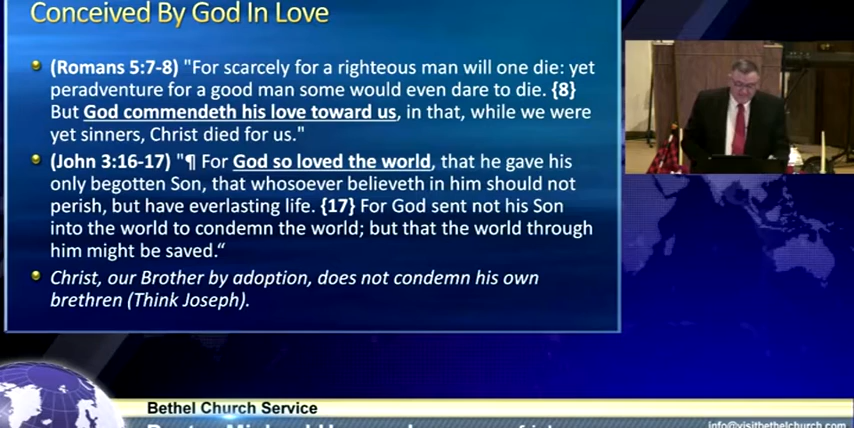 Conceived By God In Love
(Romans 5:7-8) "For scarcely for a righteous man will one die: yet
peradventure for a good man some would even dare to die. {8}
But God commendeth his love toward us, in that, while we were
yet sinners, Christ died for us."
(John 3:16-17) "¶ For God so loved the world, that he gave his
only begotten Son, that whosoever believeth in him should not
perish, but have everlasting life. {17} For God sent not his Son
into the world to condemn the world; but that the world through
him might be saved.“
Christ, our Brother by adoption, does not condemn his own
brethren (Think Joseph).
Bethel Church Service
info@visitbethelchurch.com